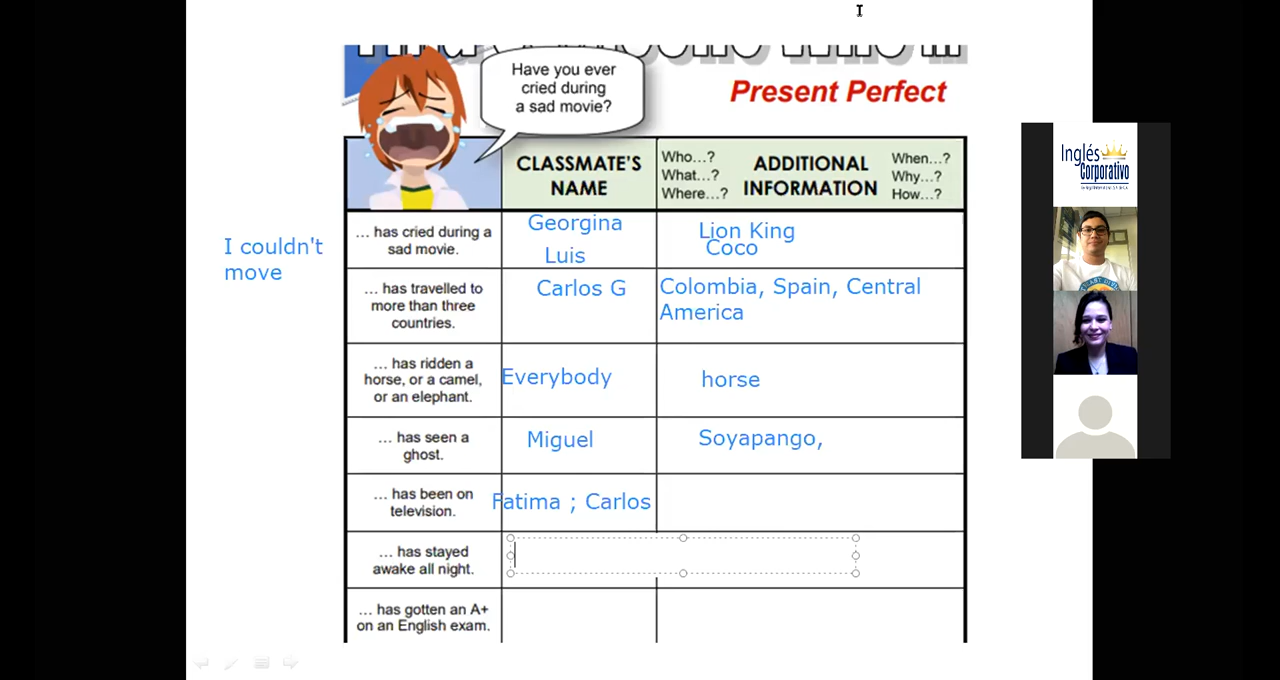 Have you ever
cried during
a sad movie?
Present Perfect
CLASSMATE'S
NAME
Who...?
What...?
Where...?
ADDITIONAL
INFORMATION
When...?
Why...?
How...?
... has cried during a
sad movie.
Georgina
Luis
Lion King
Coco
I couldn't
move
... has travelled to
more than three
countries.
Carlos G
Colombia, Spain, Central
America
... has ridden a
horse, or a camel,
or an elephant.
Everybody
horse
... has seen a
ghost.
Miguel
Soyapango,
... has been on
television.
Fatima ; Carlos
... has stayed
awake all night.
... has gotten an A+
on an English exam.
Inglés
Corporativo